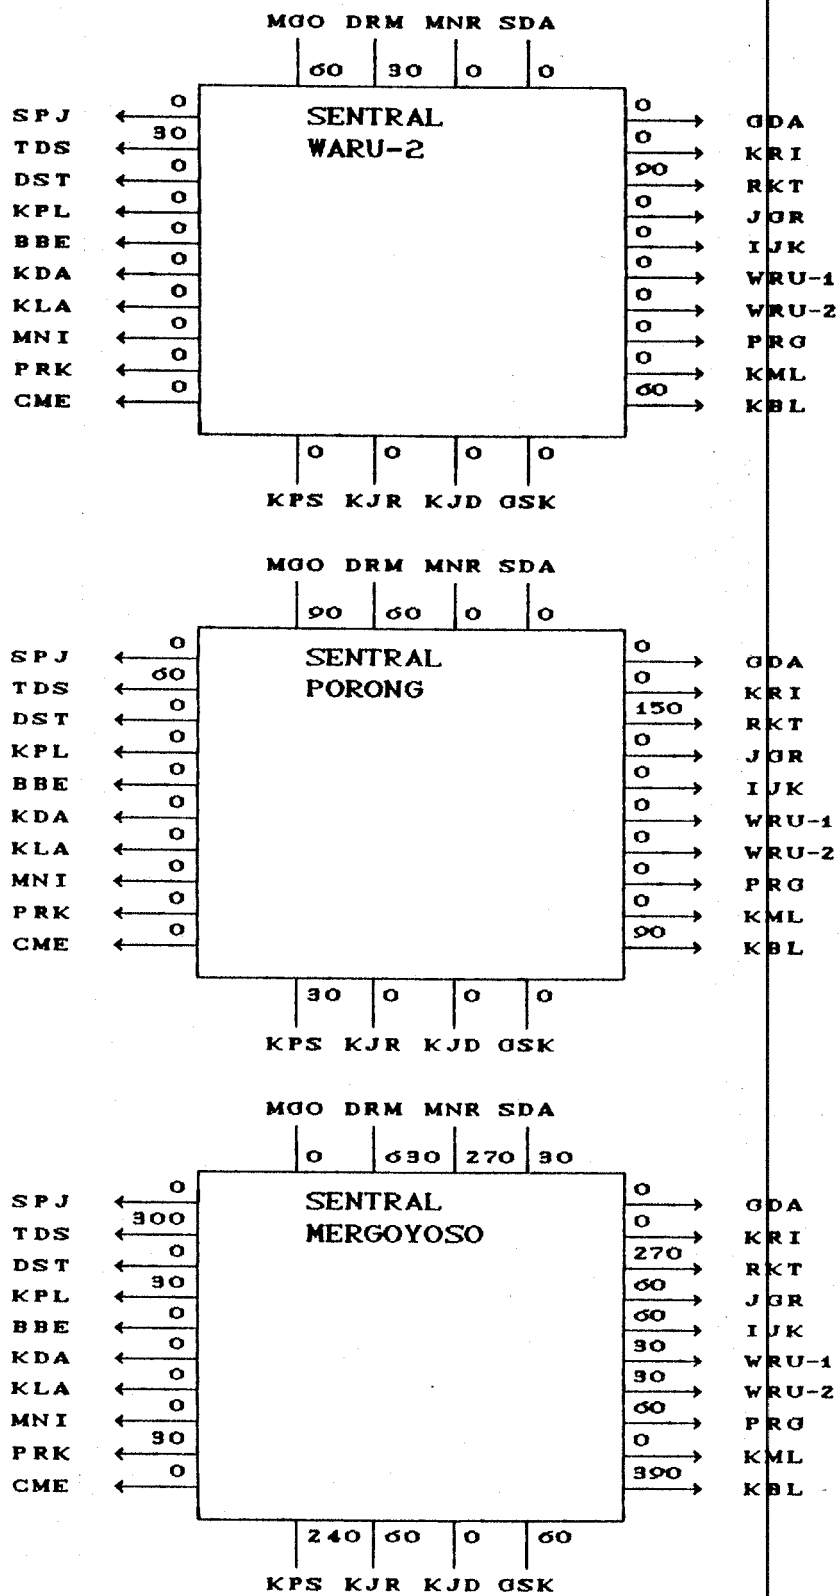 MGO DRM MNR SDA
60 30 0 0
SENTRAL
WARU-2
SPJ 0 0 GDA
TDS 30 0 KRI
DST 0 90 RKT
KPL 0 0 JGR
BBE 0 0 IJK
KDA 0 0 WRU-1
KLA 0 0 WRU-2
MNI 0 0 PRG
PRK 0 0 KML
CME 0 60 KBL
0 0 0 0
KPS KJR KJD GSK
MGO DRM MNR SDA
90 60 0 0
SENTRAL
PORONG
SPJ 0 0 GDA
TDS 60 0 KRI
DST 0 150 RKT
KPL 0 0 JGR
BBE 0 0 IJK
KDA 0 0 WRU-1
KLA 0 0 WRU-2
MNI 0 0 PRG
PRK 0 0 KML
CME 0 90 KBL
30 0 0 0
KPS KJR KJD GSK
MGO DRM MNR SDA
0 630 270 30
SENTRAL
MERGOYOSO
SPJ 0 0 GDA
TDS 300 0 KRI
DST 0 270 RKT
KPL 30 60 JGR
BBE 0 60 IJK
KDA 0 30 WRU-1
KLA 0 30 WRU-2
MNI 0 60 PRG
PRK 30 0 KML
CME 0 390 KBL
240 60 0 60
KPS KJR KJD GSK